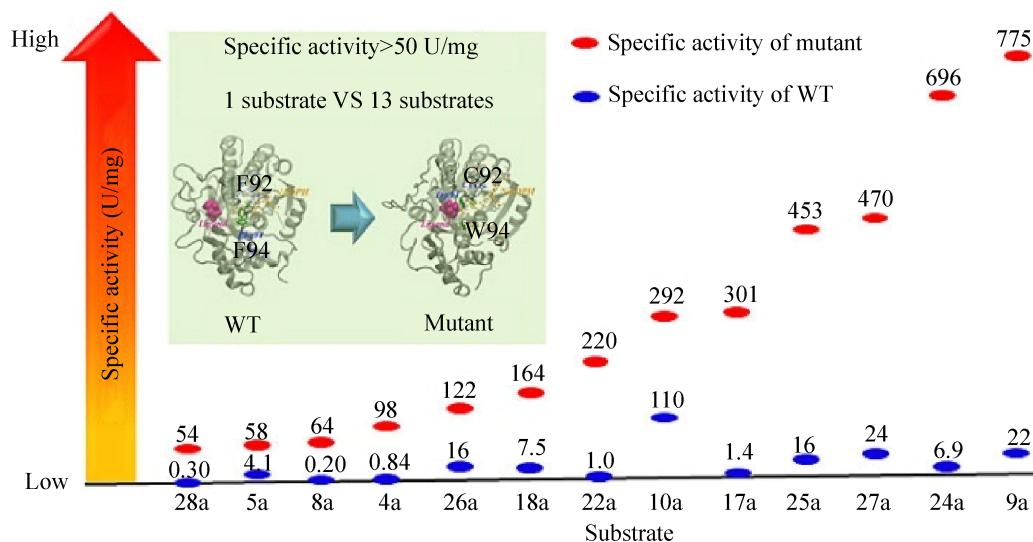 High
Specific activity (U/mg)
Low
Specific activity>50 U/mg
1 substrate VS 13 substrates
F92
F94
WT
C92
W94
Mutant
Specific activity of mutant
Specific activity of WT
54
58
64
98
122
164
220
292
301
453
470
696
775
0.30
4.1
0.20
0.84
16
7.5
1.0
110
1.4
16
24
6.9
22
28a
5a
8a
4a
26a
18a
22a
10a
17a
25a
27a
24a
9a
Substrate